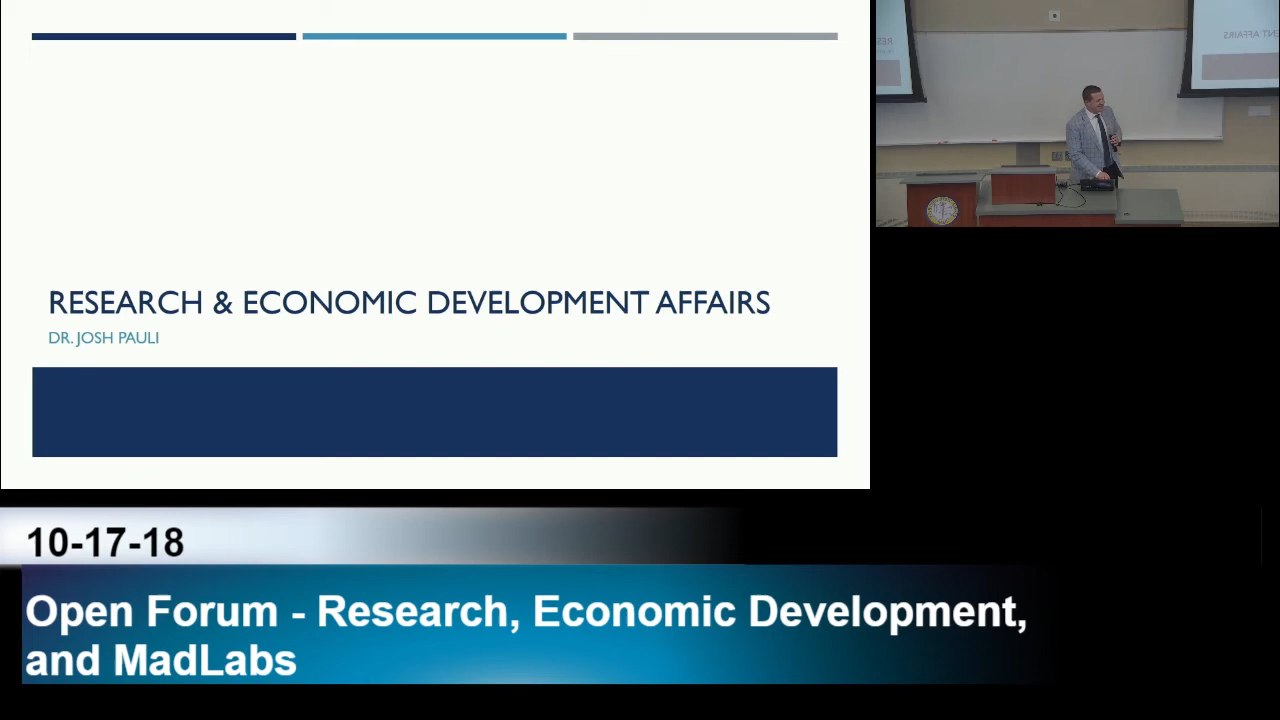 RESEARCH & ECONOMIC DEVELOPMENT AFFAIRS
DR. JOSH PAULI
10-17-18
Open Forum - Research, Economic Development,
and MadLabs